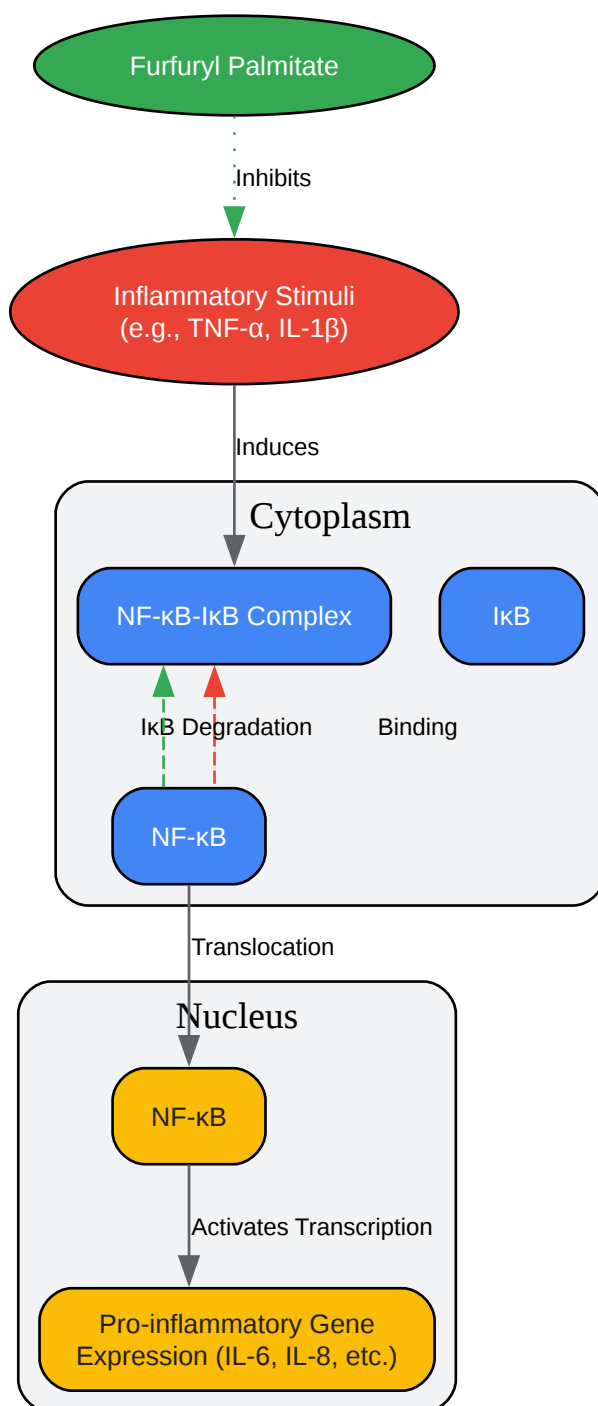 Furfuryl Palmitate
Inhibits
Inflammatory Stimuli
(e.g., TNF-α, IL-1β)
Induces
Cytoplasm
NF-κB-IκB Complex
IκB
IκB Degradation
Binding
NF-κB
Translocation
Nucleus
NF-κB
Activates Transcription
Pro-inflammatory Gene
Expression (IL-6, IL-8, etc.)